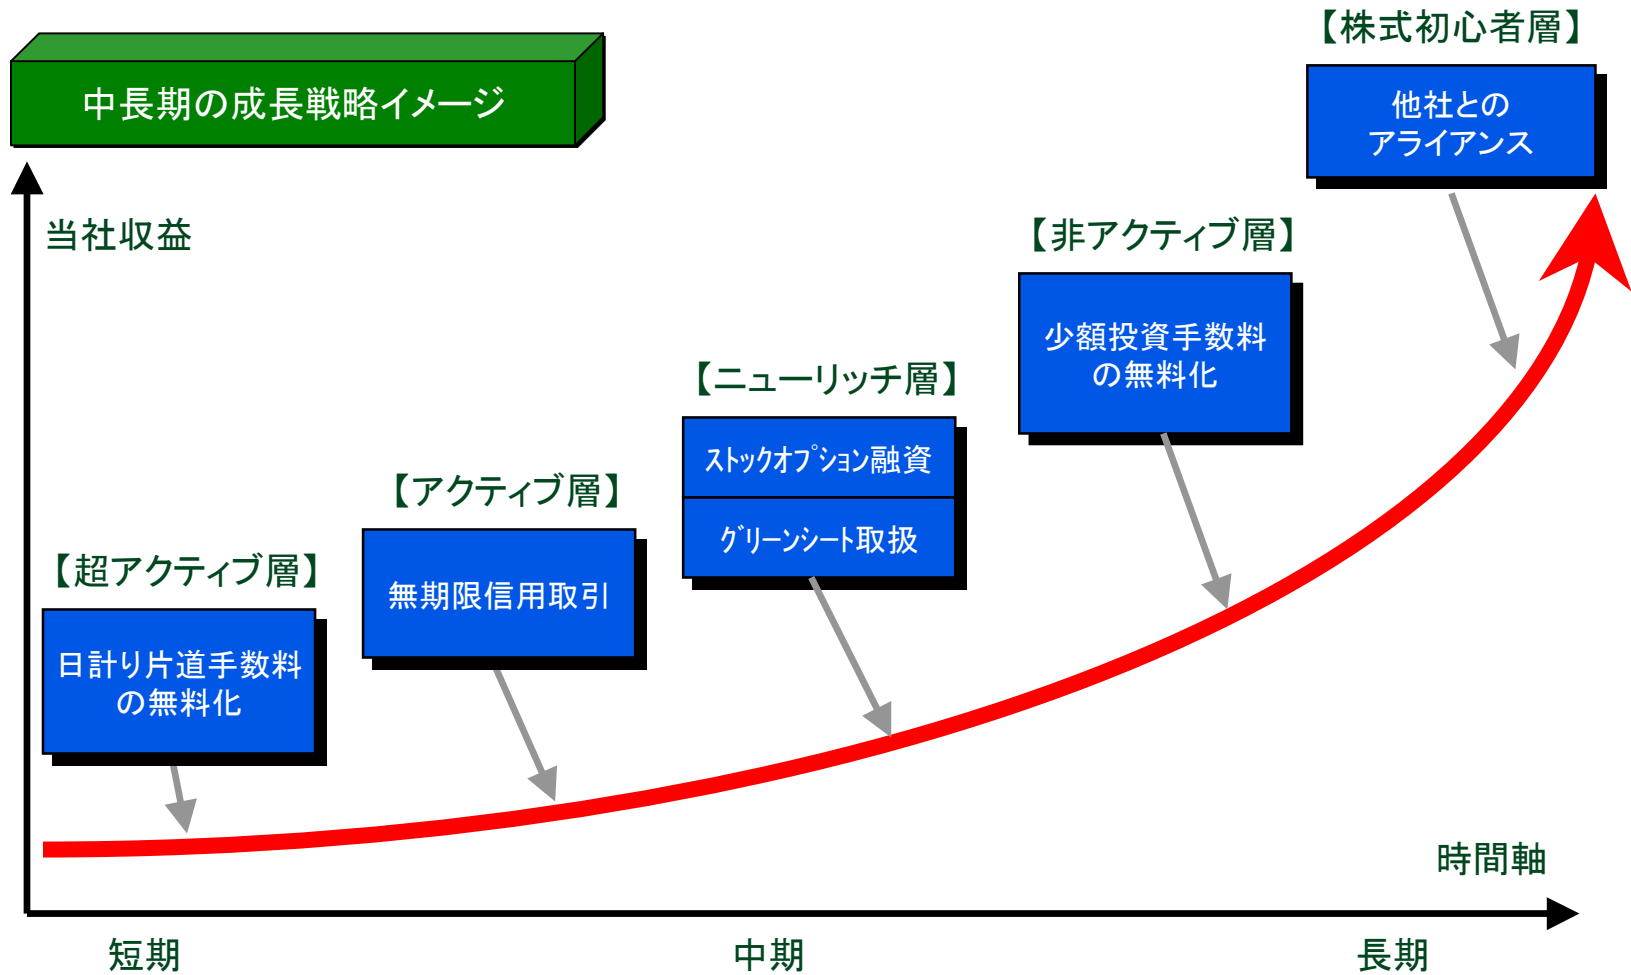 中長期の成長戦略イメージ
当社収益
【株式初心者層】
他社との
アライアンス
【非アクティブ層】
少額投資手数料
の無料化
【ニューリッチ層】
ｽﾄｯｸｵﾌﾟｼｮﾝ融資
ｸﾞﾘｰﾝｼｰﾄ取扱
【アクティブ層】
無期限信用取引
【超アクティブ層】
日計り片道手数料
の無料化
時間軸
短期
中期
長期